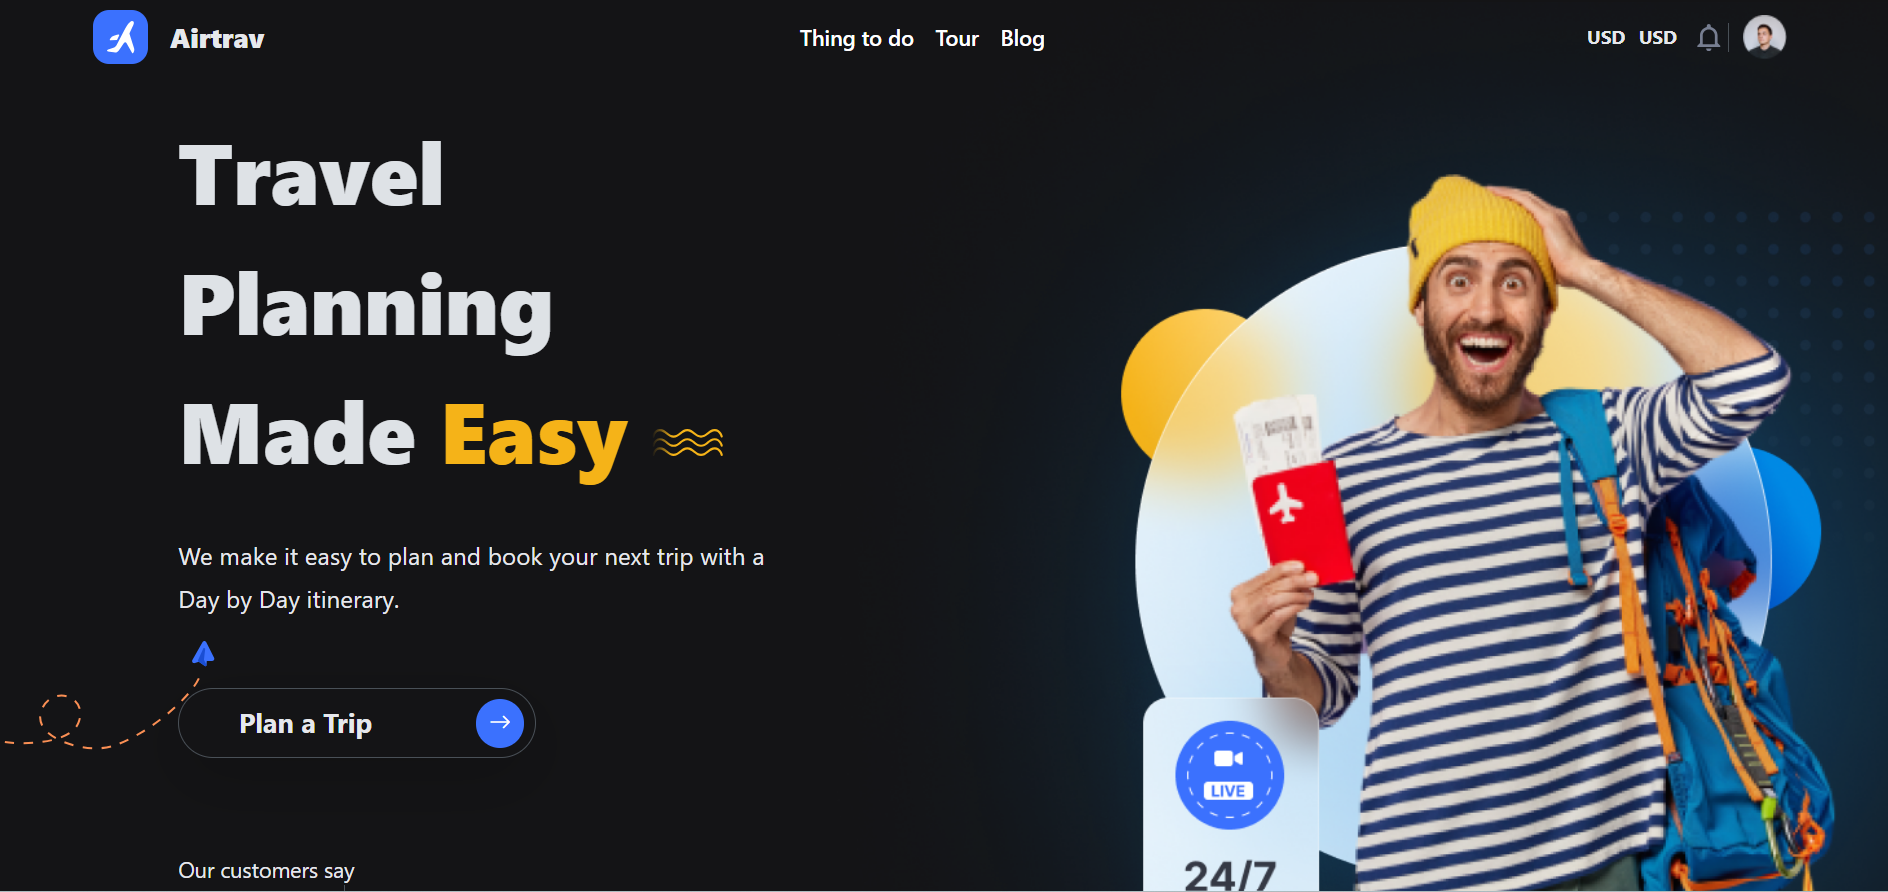 Airtrav
Thing to do Tour Blog
USD USD
Travel
Planning
Made Easy
We make it easy to plan and book your next trip with a
Day by Day itinerary.
Plan a Trip
Our customers say
LIVE
24/7